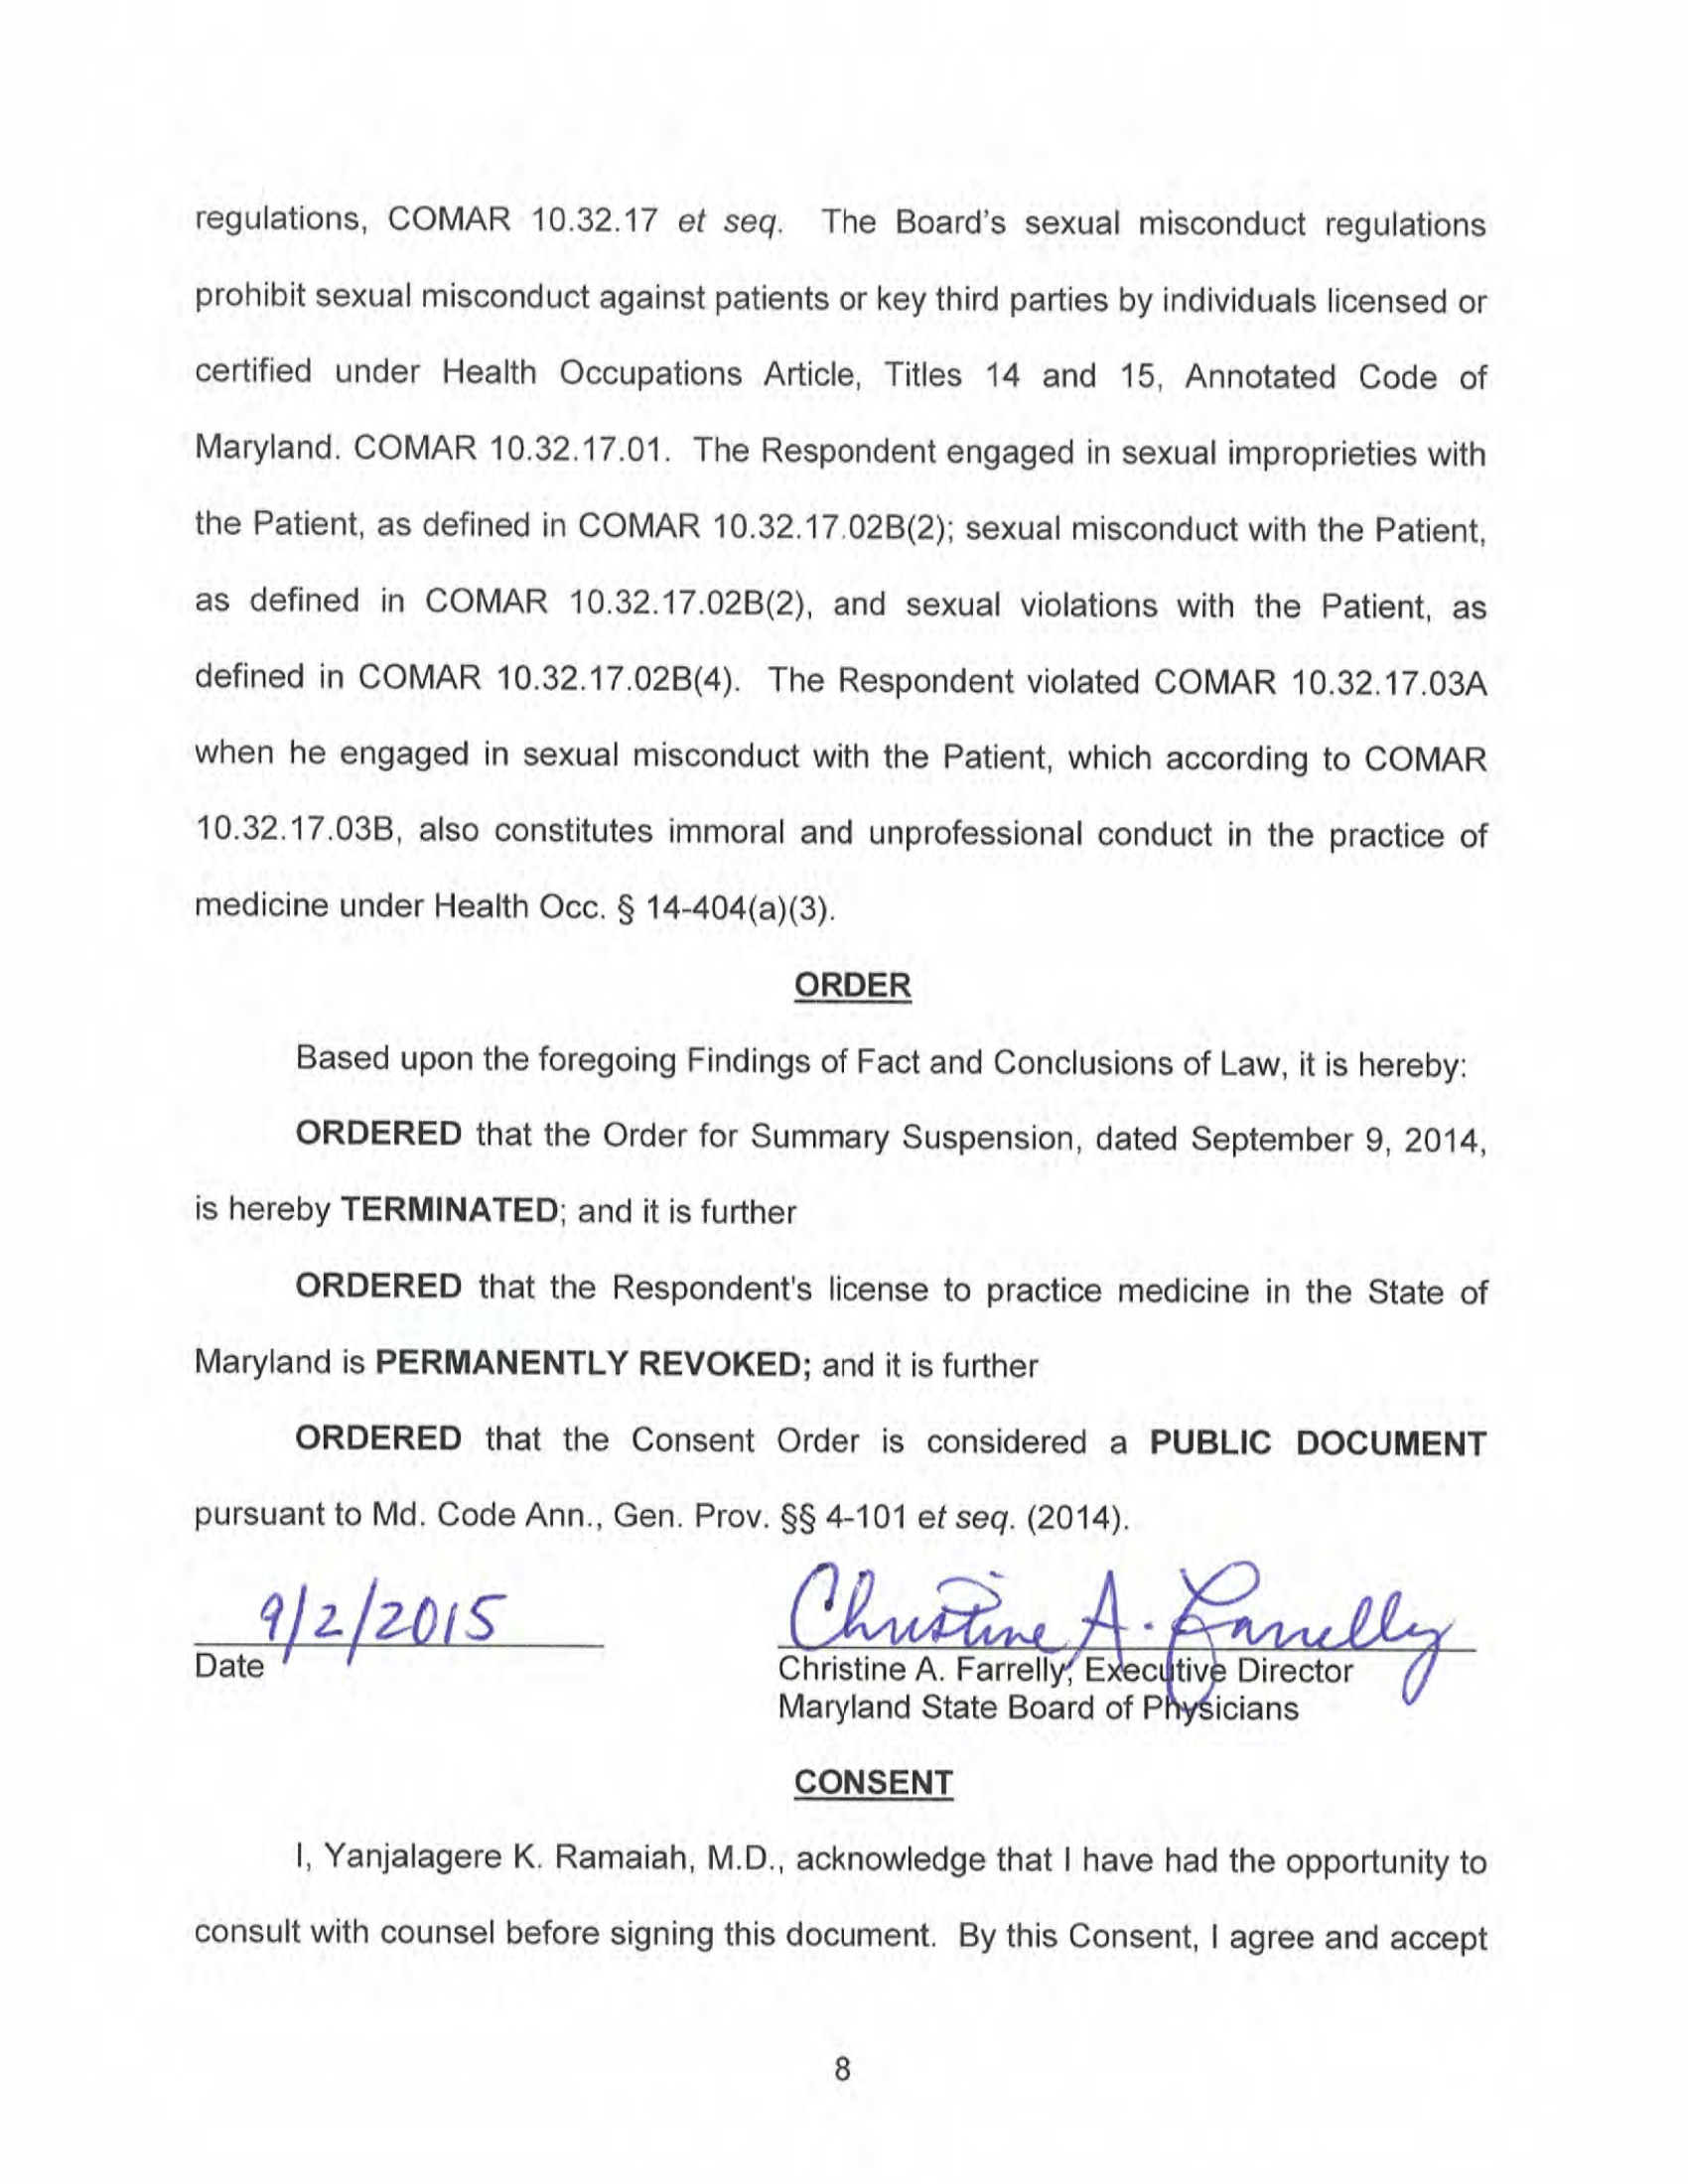 regulations, COMAR 10.32.17 et seq. The Board's sexual misconduct regulations
prohibit sexual misconduct against patients or key third parties by individuals licensed or
certified under Health Occupations Article, Titles 14 and 15, Annotated Code of
Maryland. COMAR 10.32.17.01. The Respondent engaged in sexual improprieties with
the Patient, as defined in COMAR 10.32.17.02B(2); sexual misconduct with the Patient,
as defined in COMAR 10.32.17.02B(2), and sexual violations with the Patient, as
defined in COMAR 10.32.17.02B(4). The Respondent violated COMAR 10.32.17.03A
when he engaged in sexual misconduct with the Patient, which according to COMAR
10.32.17.03B, also constitutes immoral and unprofessional conduct in the practice of
medicine under Health Occ. § 14-404(a)(3).
ORDER
Based upon the foregoing Findings of Fact and Conclusions of Law, it is hereby:
ORDERED that the Order for Summary Suspension, dated September 9, 2014,
is hereby TERMINATED; and it is further
ORDERED that the Respondent's license to practice medicine in the State of
Maryland is PERMANENTLY REVOKED; and it is further
ORDERED that the Consent Order is considered a PUBLIC DOCUMENT
pursuant to Md. Code Ann., Gen. Prov. §§ 4-101 et seq. (2014).
9/2/2015
Date
Christine A. Farrelly
Christine A. Farrelly, Executive Director
Maryland State Board of Physicians
CONSENT
I, Yanjalagere K. Ramaiah, M.D., acknowledge that I have had the opportunity to
consult with counsel before signing this document. By this Consent, I agree and accept
8